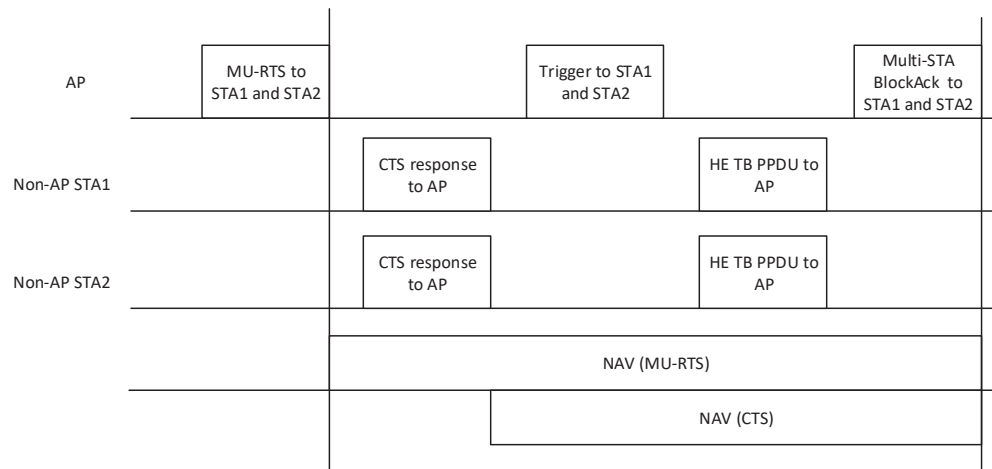 AP
MU-RTS to
STA1 and STA2
Trigger to STA1
and STA2
Multi-STA
BlockAck to
STA1 and STA2
Non-AP STA1
CTS response
to AP
HE TB PPDU to
AP
Non-AP STA2
CTS response
to AP
HE TB PPDU to
AP
NAV (MU-RTS)
NAV (CTS)